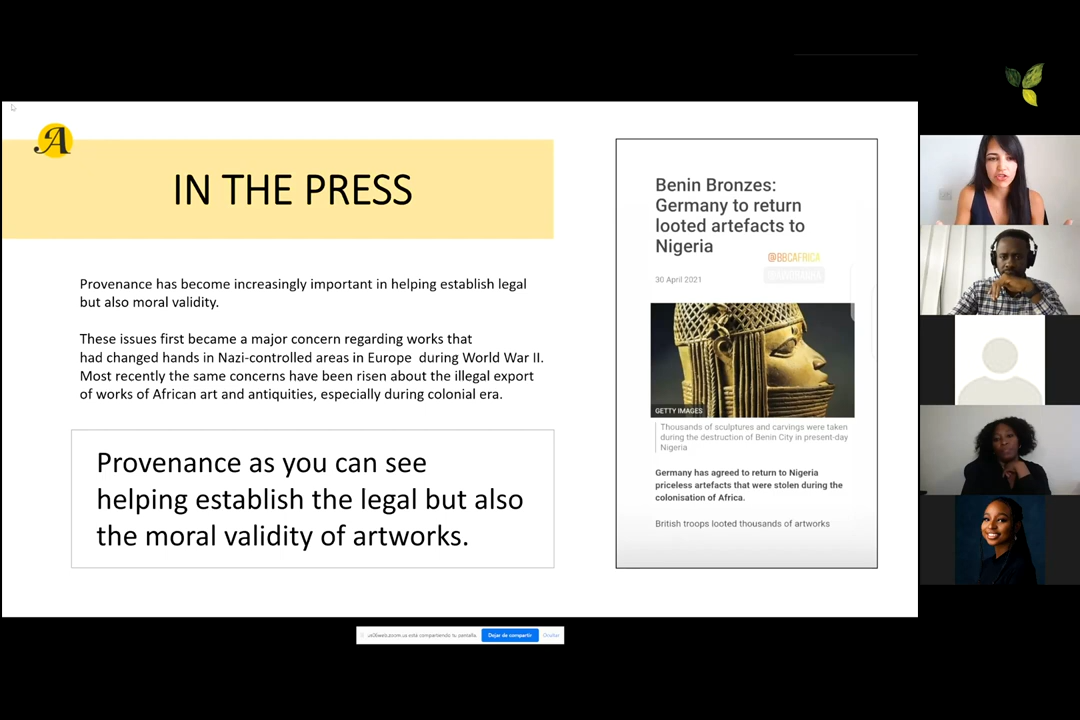 A
IN THE PRESS
Provenance has become increasingly important in helping establish legal
but also moral validity.
These issues first became a major concern regarding works that
had changed hands in Nazi-controlled areas in Europe during World War II.
Most recently the same concerns have been risen about the illegal export
of works of African art and antiquities, especially during colonial era.
Provenance as you can see
helping establish the legal but also
the moral validity of artworks.
Benin Bronzes:
Germany to return
looted artefacts to
Nigeria
@BBCAFRICA
30 April 2021
GETTY IMAGES
Thousands of sculptures and carvings were taken
during the destruction of Benin City in present-day
Nigeria
Germany has agreed to return to Nigeria
priceless artefacts that were stolen during the
colonisation of Africa.
British troops looted thousands of artworks
está compartiendo tu pantalla.
Dejar de compartir
Ocultar